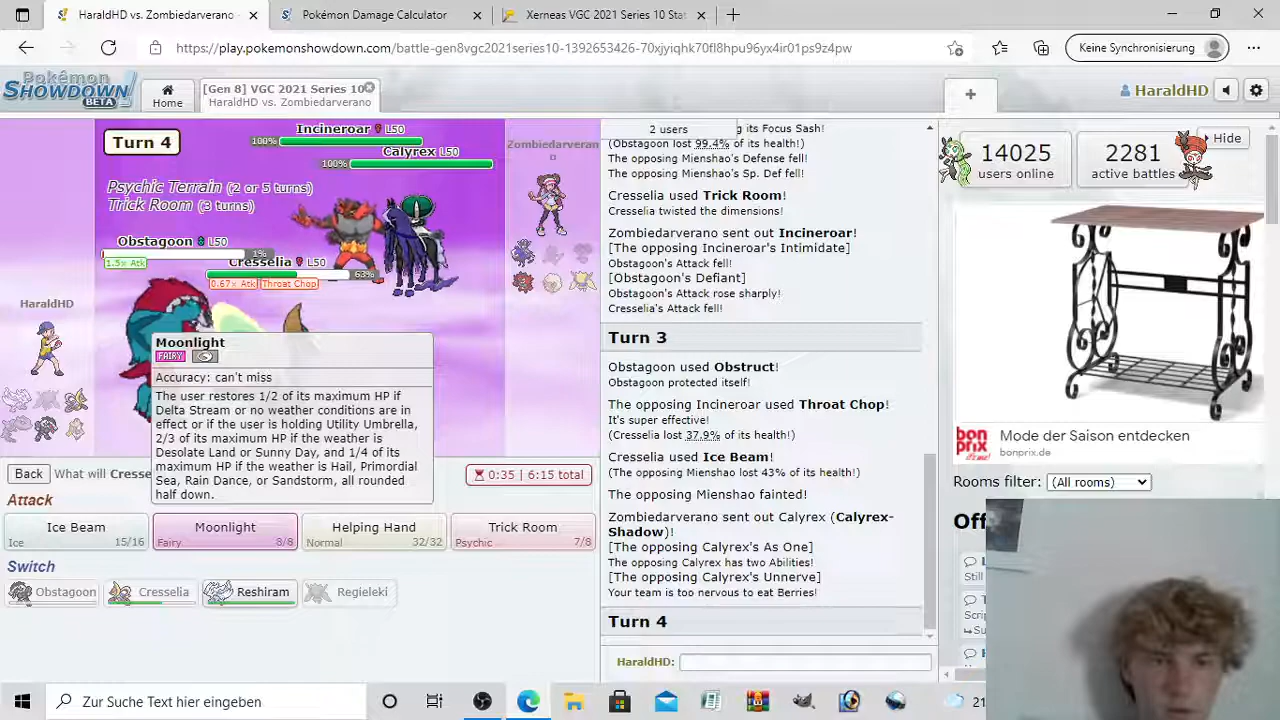 HaraldHD vs. Zombiedarverano
Pokémon Damage Calculator
Xerneas VGC 2021 Series 10 Stat
https://play.pokemonshowdown.com/battle-gen8vgc2021series10-1392653426-70xjyiqhk70fl8hpu96yx4ir01ps9z4pw
Keine Synchronisierung
Pokémon
SHOWDOWN!
BETA
Home
[Gen 8] VGC 2021 Series 10
HaraldHD vs. Zombiedarverano
HaraldHD
Turn 4
Incineroar L50
100%
Calyrex L50
100%
Psychic Terrain (2 or 5 turns)
Trick Room (3 turns)
Obstagoon L50
1%
1.5x Atk
Cresselia L50
63%
0.67x Atk Throat Chop
HaraldHD
Zombiedarveran
o
Moonlight
FAIRY
Accuracy: can't miss
The user restores 1/2 of its maximum HP if
Delta Stream or no weather conditions are in
effect or if the user is holding Utility Umbrella,
2/3 of its maximum HP if the weather is
Desolate Land or Sunny Day, and 1/4 of its
maximum HP if the weather is Hail, Primordial
Sea, Rain Dance, or Sandstorm, all rounded
half down.
Back What will Cresse
0:35 | 6:15 total
Attack
Ice Beam
Ice 15/16
Moonlight
Fairy 8/8
Helping Hand
Normal 32/32
Trick Room
Psychic 7/8
Switch
Obstagoon
Cresselia
Reshiram
Regieleki
2 users
g its Focus Sash!
(Obstagoon lost 99.4% of its health!)
The opposing Mienshao's Defense fell!
The opposing Mienshao's Sp. Def fell!
Cresselia used Trick Room!
Cresselia twisted the dimensions!
Zombiedarverano sent out Incineroar!
[The opposing Incineroar's Intimidate]
Obstagoon's Attack fell!
[Obstagoon's Defiant]
Obstagoon's Attack rose sharply!
Cresselia's Attack fell!
Turn 3
Obstagoon used Obstruct!
Obstagoon protected itself!
The opposing Incineroar used Throat Chop!
It's super effective!
(Cresselia lost 37.0% of its health!)
Cresselia used Ice Beam!
(The opposing Mienshao lost 43% of its health!)
The opposing Mienshao fainted!
Zombiedarverano sent out Calyrex (Calyrex-
Shadow)!
[The opposing Calyrex's As One]
The opposing Calyrex has two Abilities!
[The opposing Calyrex's Unnerve]
Your team is too nervous to eat Berries!
Turn 4
HaraldHD:
14025
users online
2281
active battles
Hide
bon
prix
Mode der Saison entdecken
bonprix.de
Rooms filter: (All rooms)
Off
L
Still
T
Scrip
Su
H
Zur Suche Text hier eingeben
21